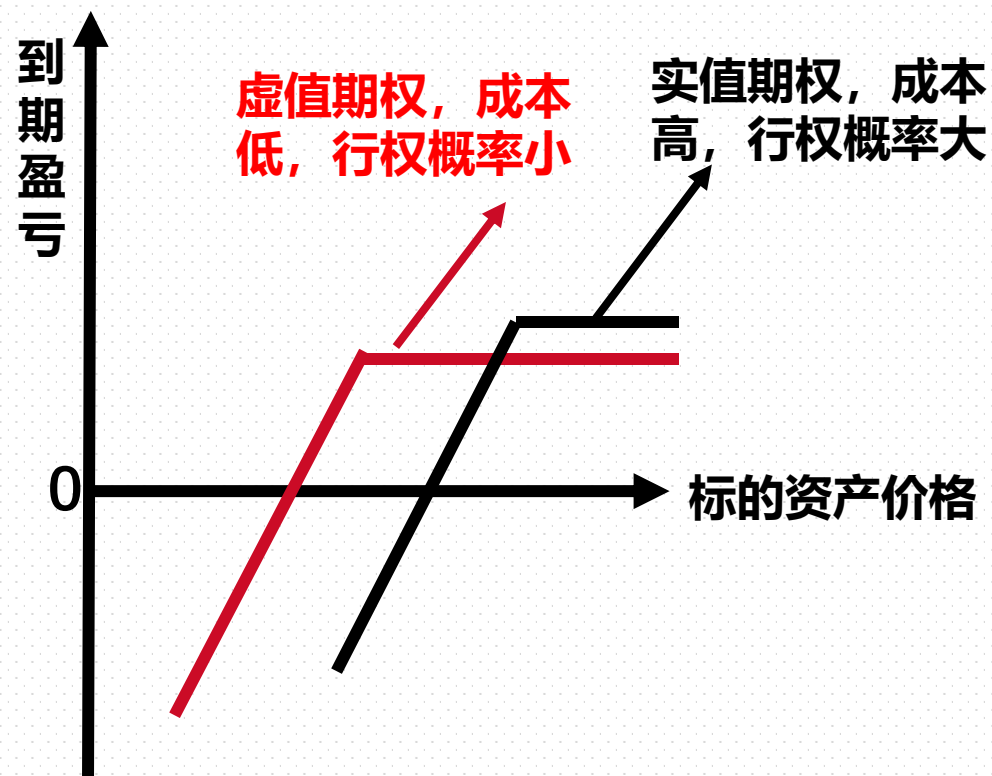 到期盈亏
虚值期权，成本
低，行权概率小
实值期权，成本
高，行权概率大
0
标的资产价格